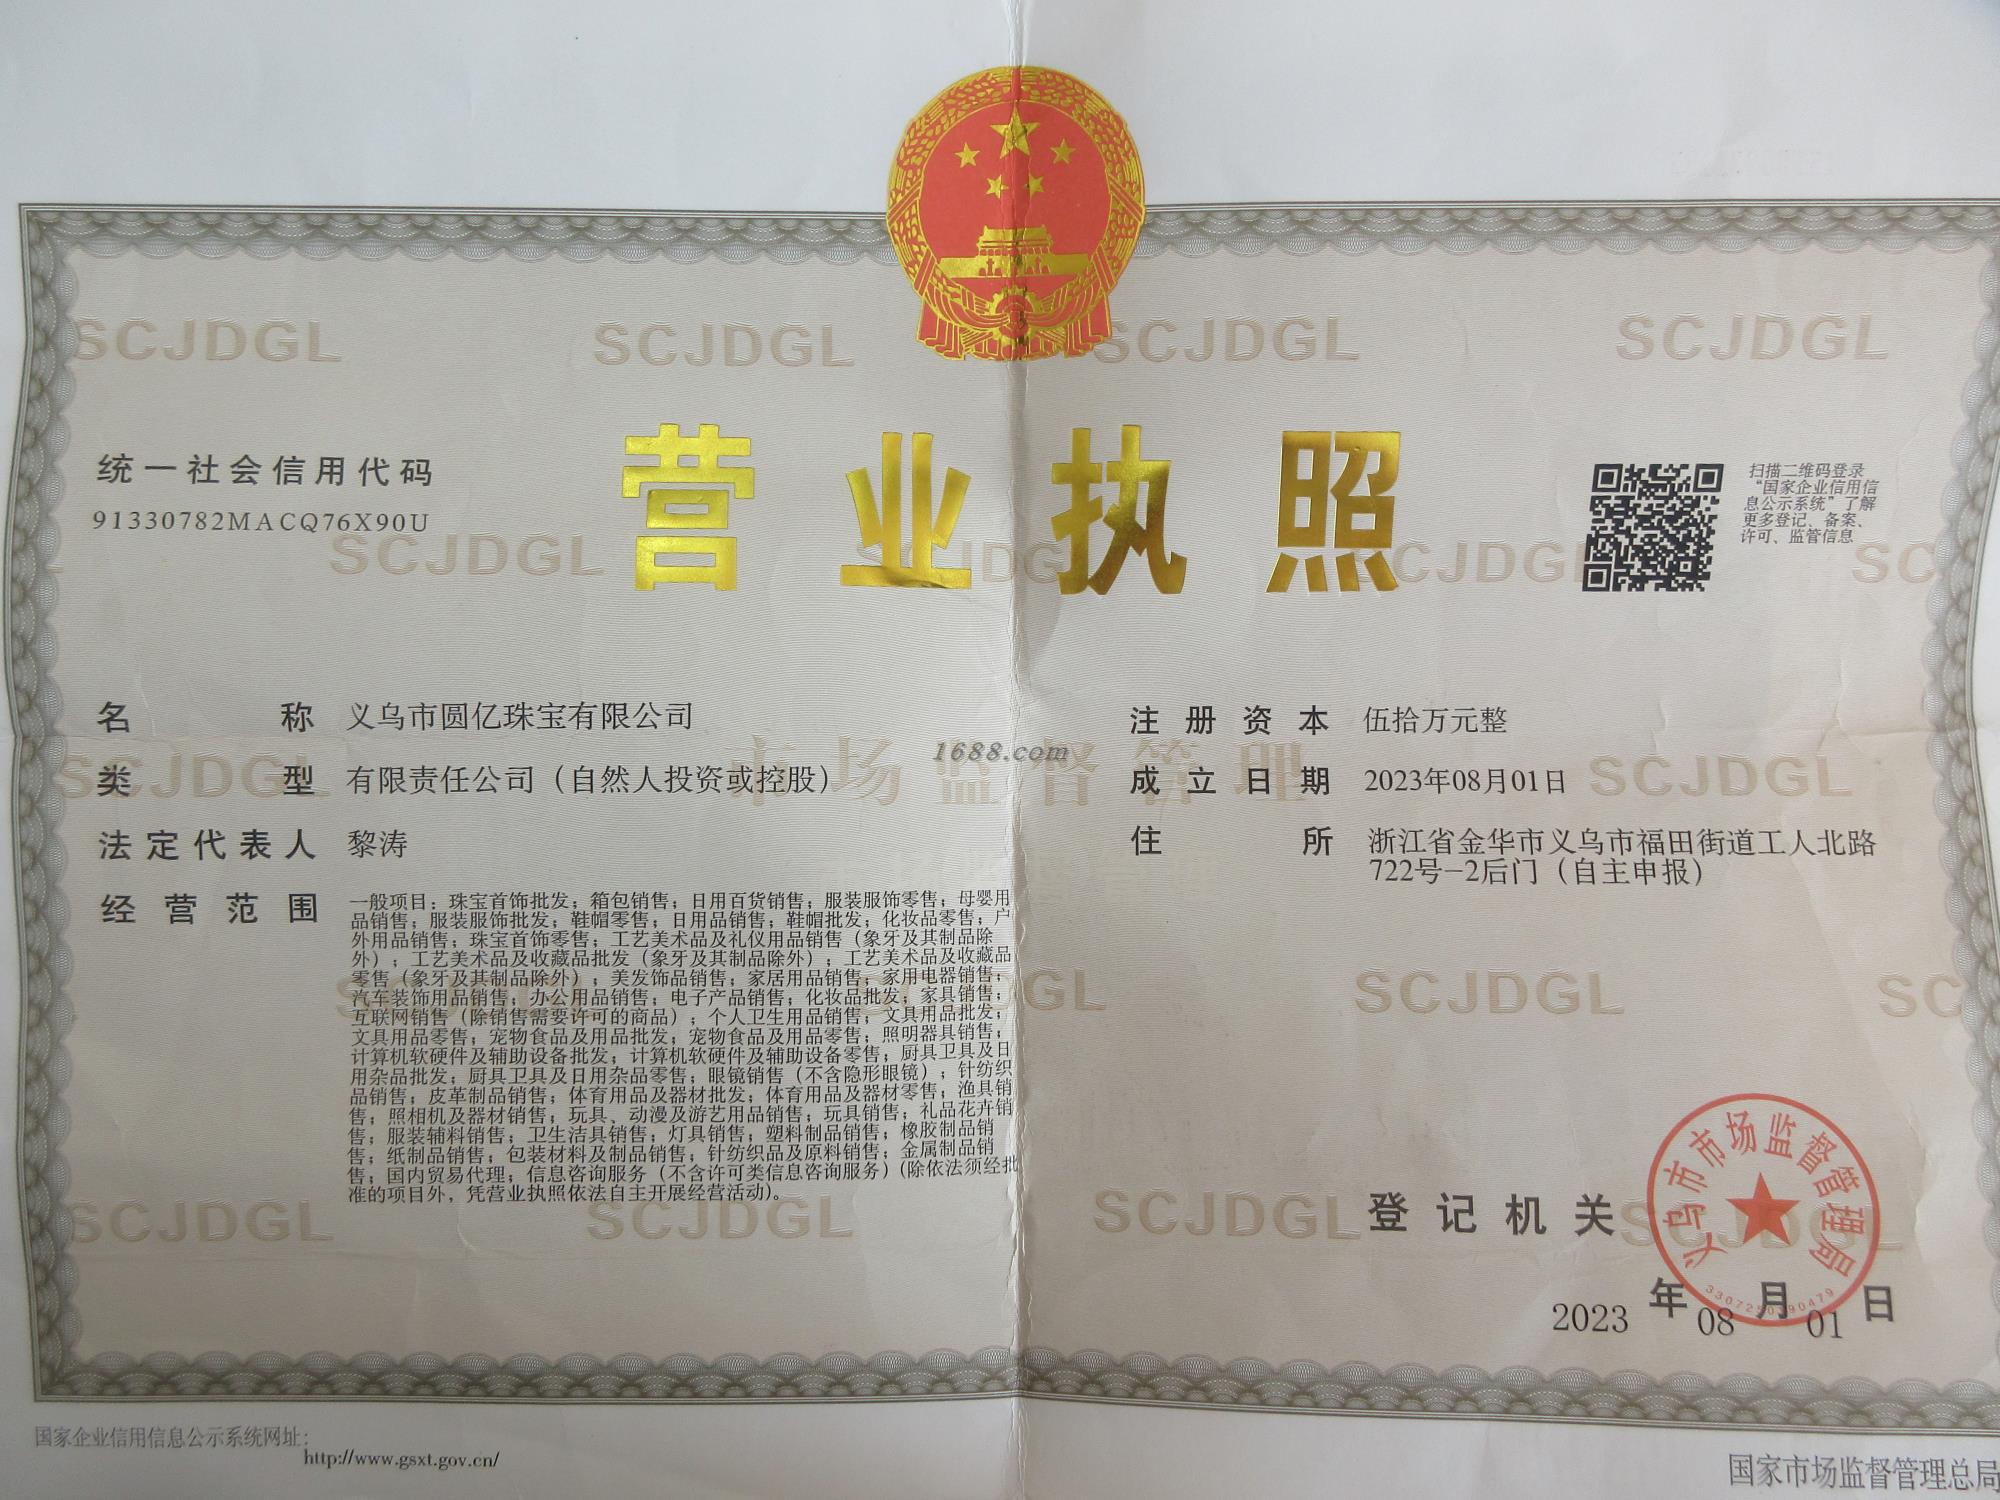 SCJDGL SCJDGL SCJDGL SCJDGL
营业执照
统一社会信用代码
91330782MACQ76X90U
扫描二维码登录
“国家企业信用信
息公示系统”了解
更多登记、备案、
许可、监管信息
名称 义乌市圆亿珠宝有限公司
类型 有限责任公司（自然人投资或控股）
法定代表人 黎涛
经营范围 一般项目：珠宝首饰批发；箱包销售；日用百货销售；服装服饰零售；母婴用
品销售；服装服饰批发；鞋帽零售；日用品销售；鞋帽批发；化妆品零售；户
外用品销售；珠宝首饰零售；工艺美术品及礼仪用品销售（象牙及其制品除
外）；工艺美术品及收藏品批发（象牙及其制品除外）；工艺美术品及收藏品
零售（象牙及其制品除外）；美发饰品销售；家居用品销售；家用电器销售；
汽车装饰用品销售；办公用品销售；电子产品销售；化妆品批发；家具销售；
互联网销售（除销售需要许可的商品）；个人卫生用品销售；文具用品批发；
文具用品零售；宠物食品及用品批发；宠物食品及用品零售；照明器具销售；
计算机软硬件及辅助设备批发；计算机软硬件及辅助设备零售；厨具卫具及日
用杂品批发；厨具卫具及日用杂品零售；眼镜销售（不含隐形眼镜）；针纺织
品销售；皮革制品销售；体育用品及器材批发；体育用品及器材零售；渔具销
售；照相机及器材销售；玩具、动漫及游艺用品销售；玩具销售；礼品花卉销
售；服装辅料销售；卫生洁具销售；灯具销售；塑料制品销售；橡胶制品销
售；纸制品销售；包装材料及制品销售；针纺织品及原料销售；金属制品销
售；国内贸易代理；信息咨询服务（不含许可类信息咨询服务）(除依法须经批
准的项目外，凭营业执照依法自主开展经营活动)。
注册资本 伍拾万元整
成立日期 2023年08月01日
住所 浙江省金华市义乌市福田街道工人北路
722号-2后门（自主申报）
市场监督管理
1688.com
登记机关
义乌市市场监督管理局
2023年08月01日
国家企业信用信息公示系统网址：
http://www.gsxt.gov.cn/
国家市场监督管理总局